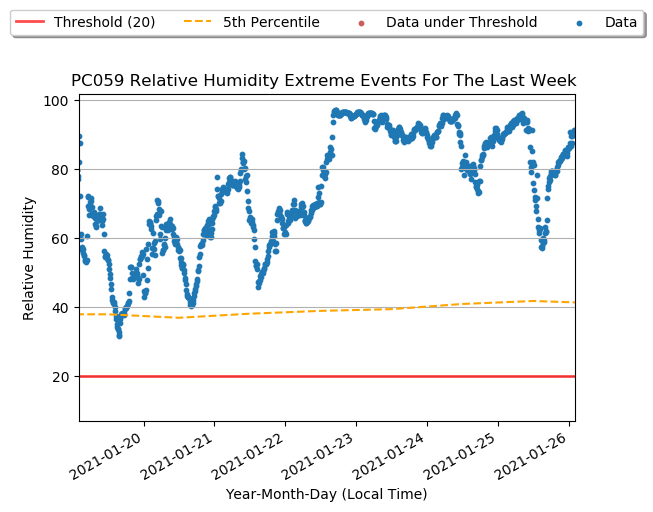 Threshold (20) 5th Percentile Data under Threshold Data
PC059 Relative Humidity Extreme Events For The Last Week
100
80
60
40
20
Relative Humidity
2021-01-20 2021-01-21 2021-01-22 2021-01-23 2021-01-24 2021-01-25 2021-01-26
Year-Month-Day (Local Time)